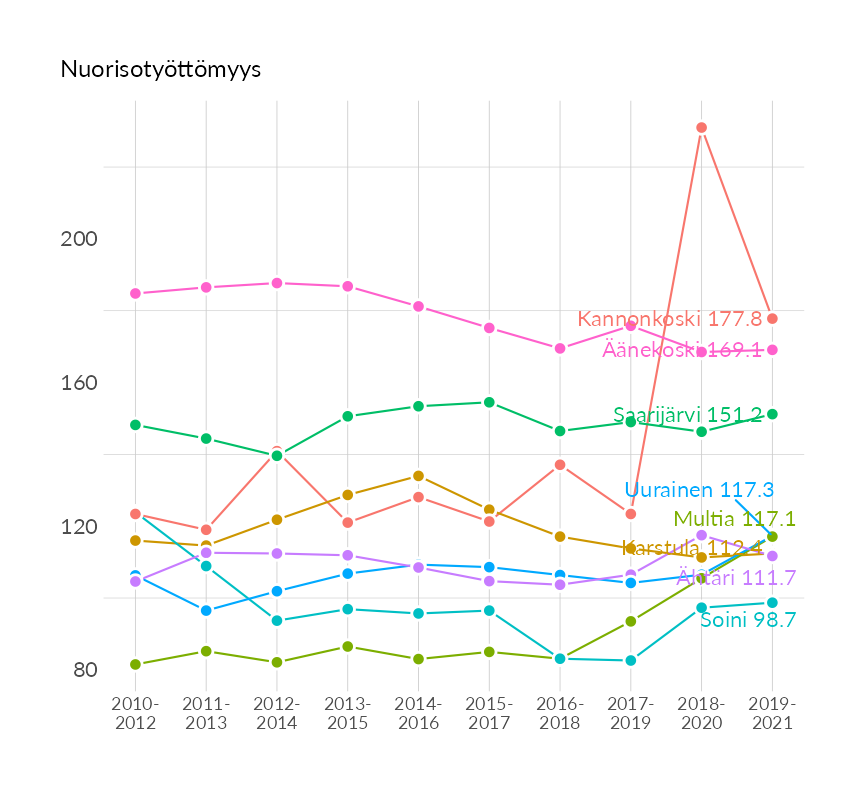 Nuorisotyöttömyys
200
160
120
80
Kannonkoski 177.8
Äänekoski 169.1
Saarijärvi 151.2
Uurainen 117.3
Multia 117.1
Karstula 112.4
Ähtäri 111.7
Soini 98.7
2010- 2011- 2012- 2013- 2014- 2015- 2016- 2017- 2018- 2019-
2012 2013 2014 2015 2016 2017 2018 2019 2020 2021